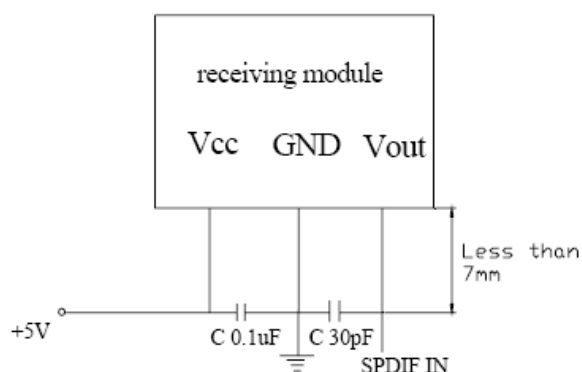 receiving module
Vcc GND Vout
Less than
7mm
+5V
C 0.1uF C 30pF
SPDIF IN